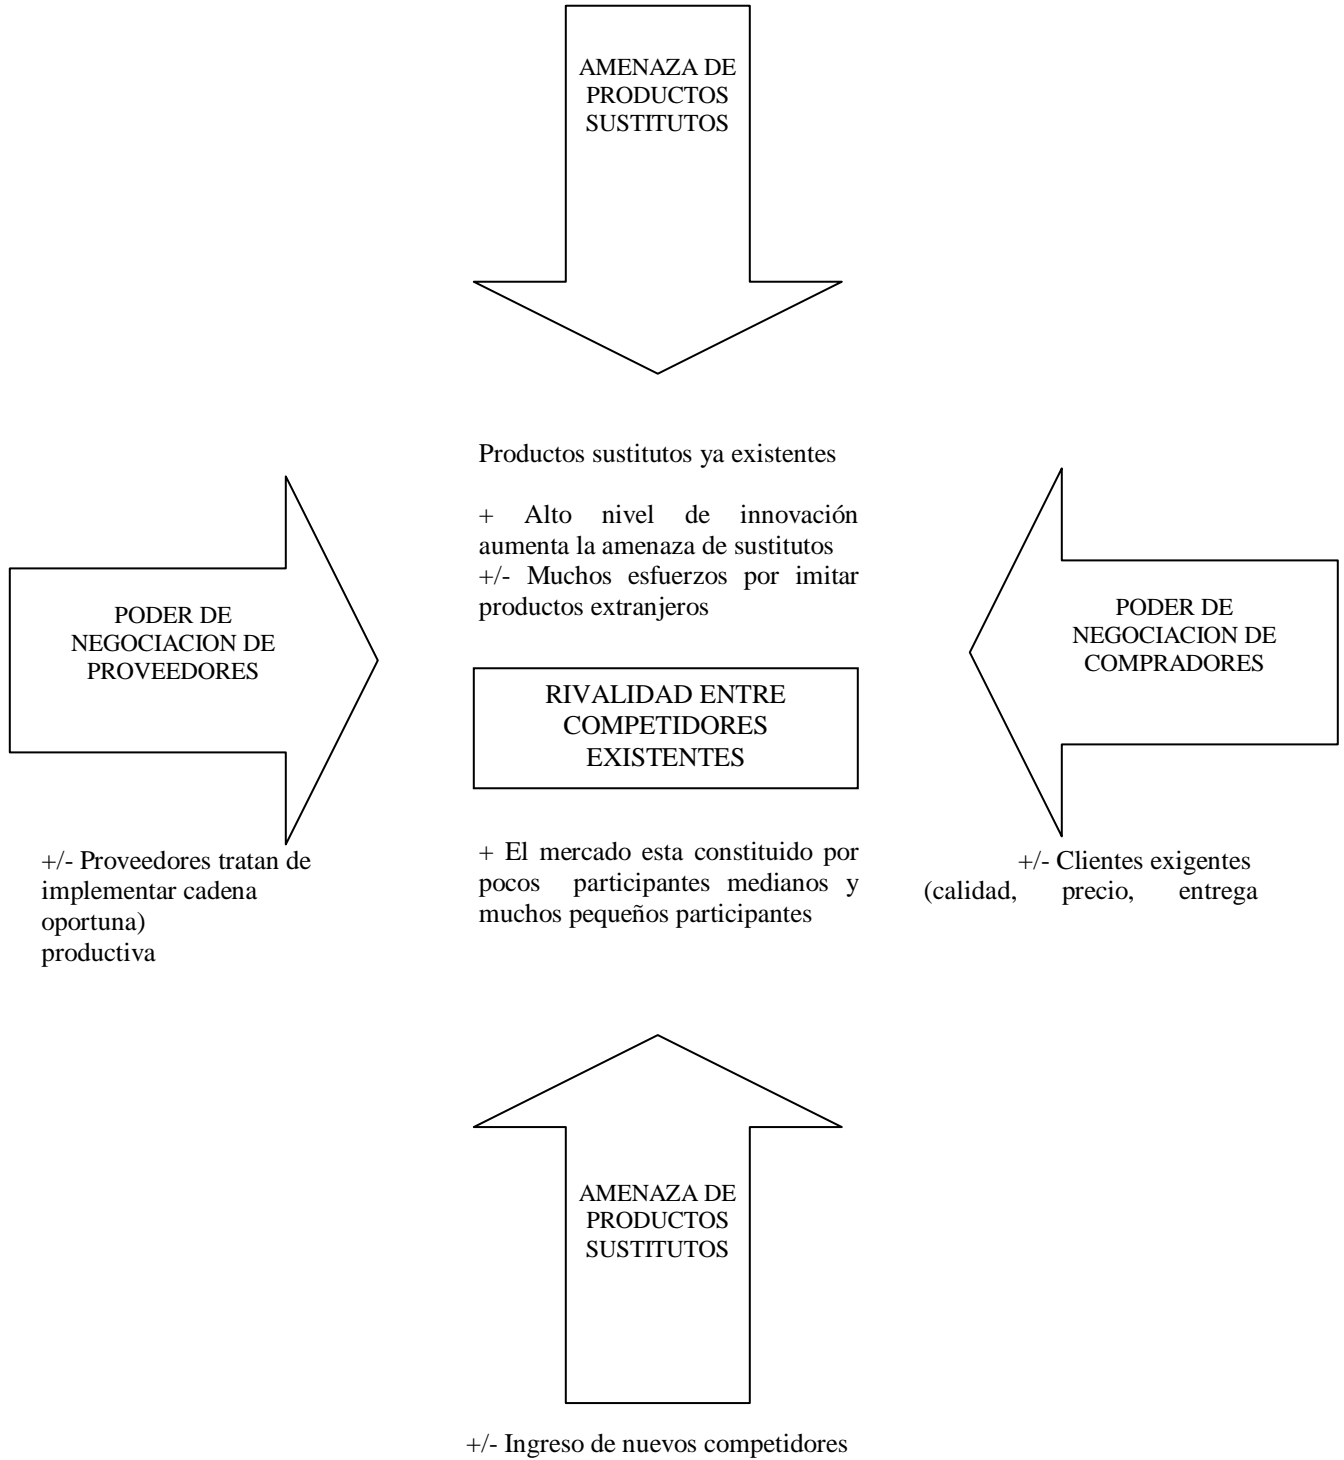 AMENAZA DE
PRODUCTOS
SUSTITUTOS
Productos sustitutos ya existentes
+ Alto nivel de innovación
aumenta la amenaza de sustitutos
+/- Muchos esfuerzos por imitar
productos extranjeros
PODER DE
NEGOCIACION DE
PROVEEDORES
RIVALIDAD ENTRE
COMPETIDORES
EXISTENTES
PODER DE
NEGOCIACION DE
COMPRADORES
+/- Proveedores tratan de
implementar cadena
oportuna)
productiva
+ El mercado esta constituido por
pocos participantes medianos y
muchos pequeños participantes
+/- Clientes exigentes
(calidad, precio, entrega
AMENAZA DE
PRODUCTOS
SUSTITUTOS
+/- Ingreso de nuevos competidores